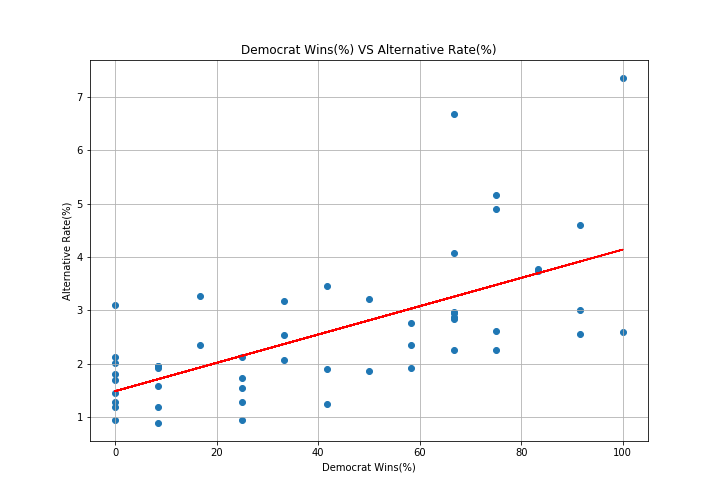 Democrat Wins(%) VS Alternative Rate(%)
7
6
5
4
3
2
1
Alternative Rate(%)
0 20 40 60 80 100
Democrat Wins(%)